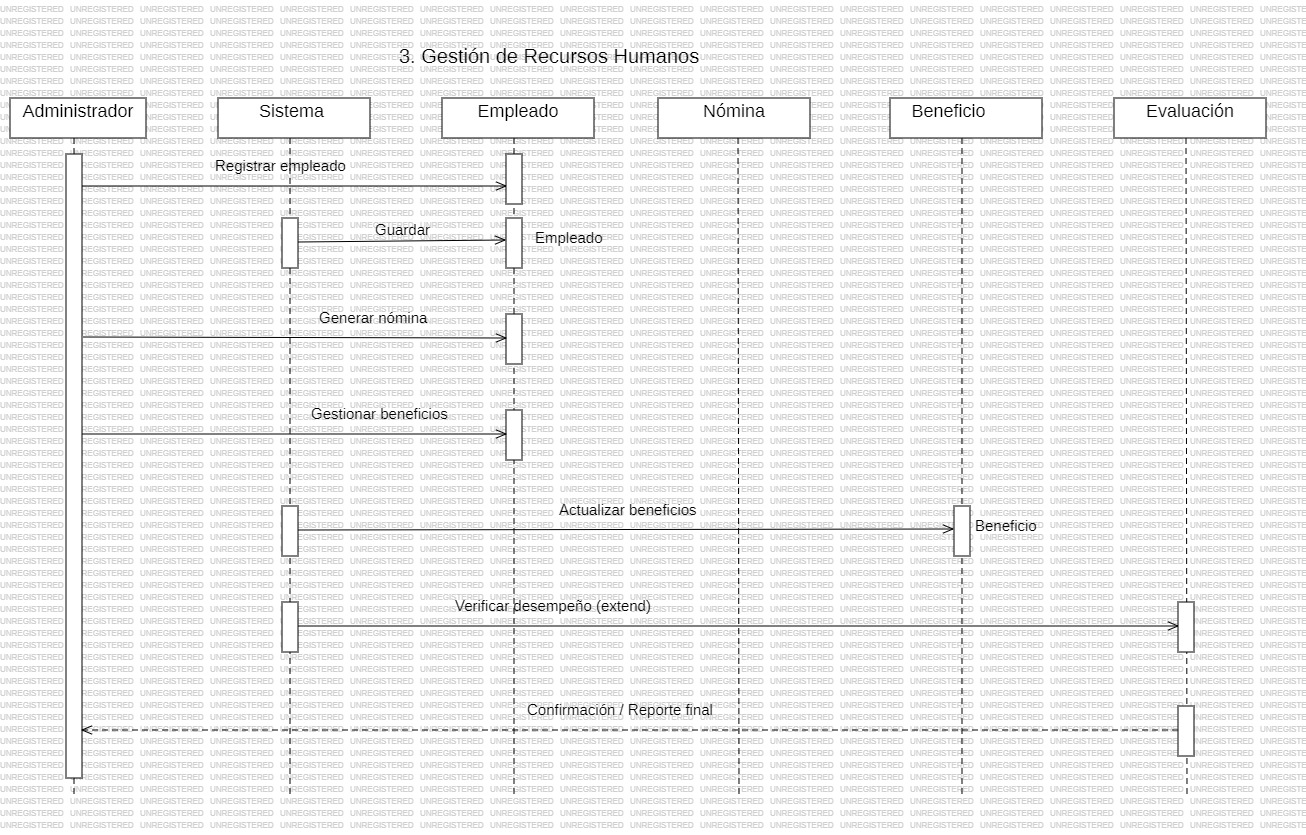 3. Gestión de Recursos Humanos
Administrador
Sistema
Empleado
Nómina
Beneficio
Evaluación
Registrar empleado
Guardar
Empleado
Generar nómina
Gestionar beneficios
Actualizar beneficios
Beneficio
Verificar desempeño (extend)
Confirmación / Reporte final
UNREGISTERED